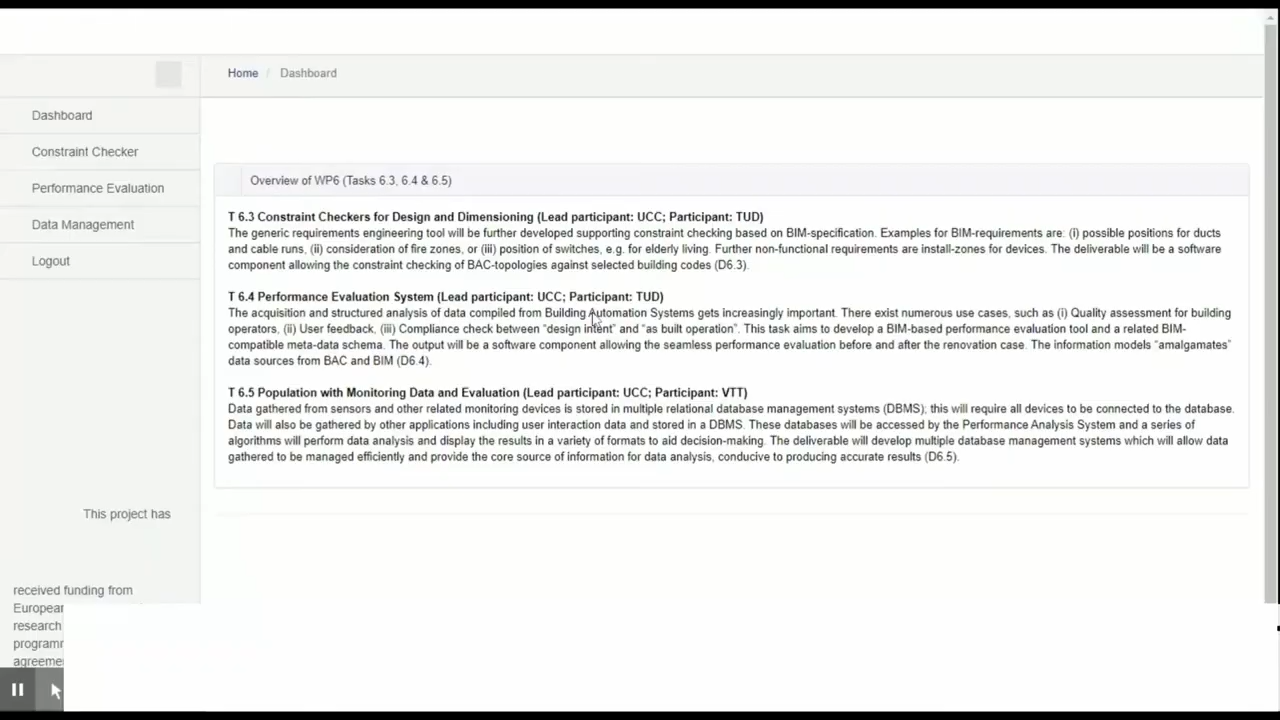 Home / Dashboard
Dashboard
Constraint Checker
Performance Evaluation
Data Management
Logout
Overview of WP6 (Tasks 6.3, 6.4 & 6.5)
T 6.3 Constraint Checkers for Design and Dimensioning (Lead participant: UCC; Participant: TUD)
The generic requirements engineering tool will be further developed supporting constraint checking based on BIM-specification. Examples for BIM-requirements are: (i) possible positions for ducts
and cable runs, (ii) consideration of fire zones, or (iii) position of switches, e.g. for elderly living. Further non-functional requirements are install-zones for devices. The deliverable will be a software
component allowing the constraint checking of BAC-topologies against selected building codes (D6.3).
T 6.4 Performance Evaluation System (Lead participant: UCC; Participant: TUD)
The acquisition and structured analysis of data compiled from Building Automation Systems gets increasingly important. There exist numerous use cases, such as (i) Quality assessment for building
operators, (ii) User feedback, (iii) Compliance check between “design intent” and “as built operation”. This task aims to develop a BIM-based performance evaluation tool and a related BIM-
compatible meta-data schema. The output will be a software component allowing the seamless performance evaluation before and after the renovation case. The information models “amalgamates”
data sources from BAC and BIM (D6.4).
T 6.5 Population with Monitoring Data and Evaluation (Lead participant: UCC; Participant: VTT)
Data gathered from sensors and other related monitoring devices is stored in multiple relational database management systems (DBMS); this will require all devices to be connected to the database.
Data will also be gathered by other applications including user interaction data and stored in a DBMS. These databases will be accessed by the Performance Analysis System and a series of
algorithms will perform data analysis and display the results in a variety of formats to aid decision-making. The deliverable will develop multiple database management systems which will allow data
gathered to be managed efficiently and provide the core source of information for data analysis, conducive to producing accurate results (D6.5).
This project has
received funding from
European
research
programm
agreeme